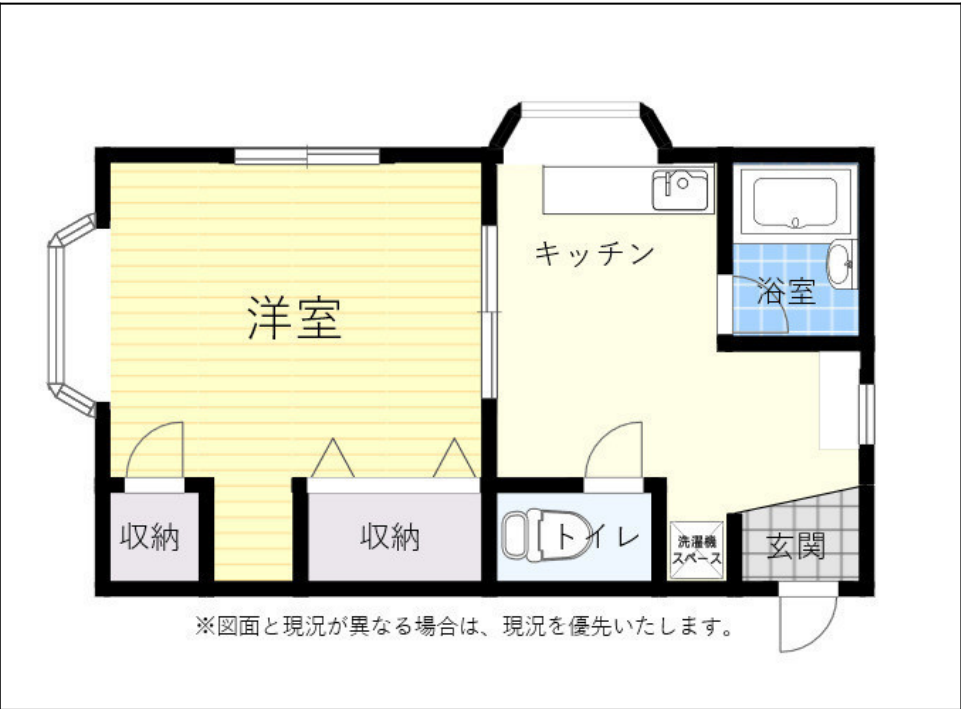 キッチン
浴室
洋室
収納
収納
トイレ
洗濯機
スペース
玄関
※図面と現況が異なる場合は、現況を優先いたします。